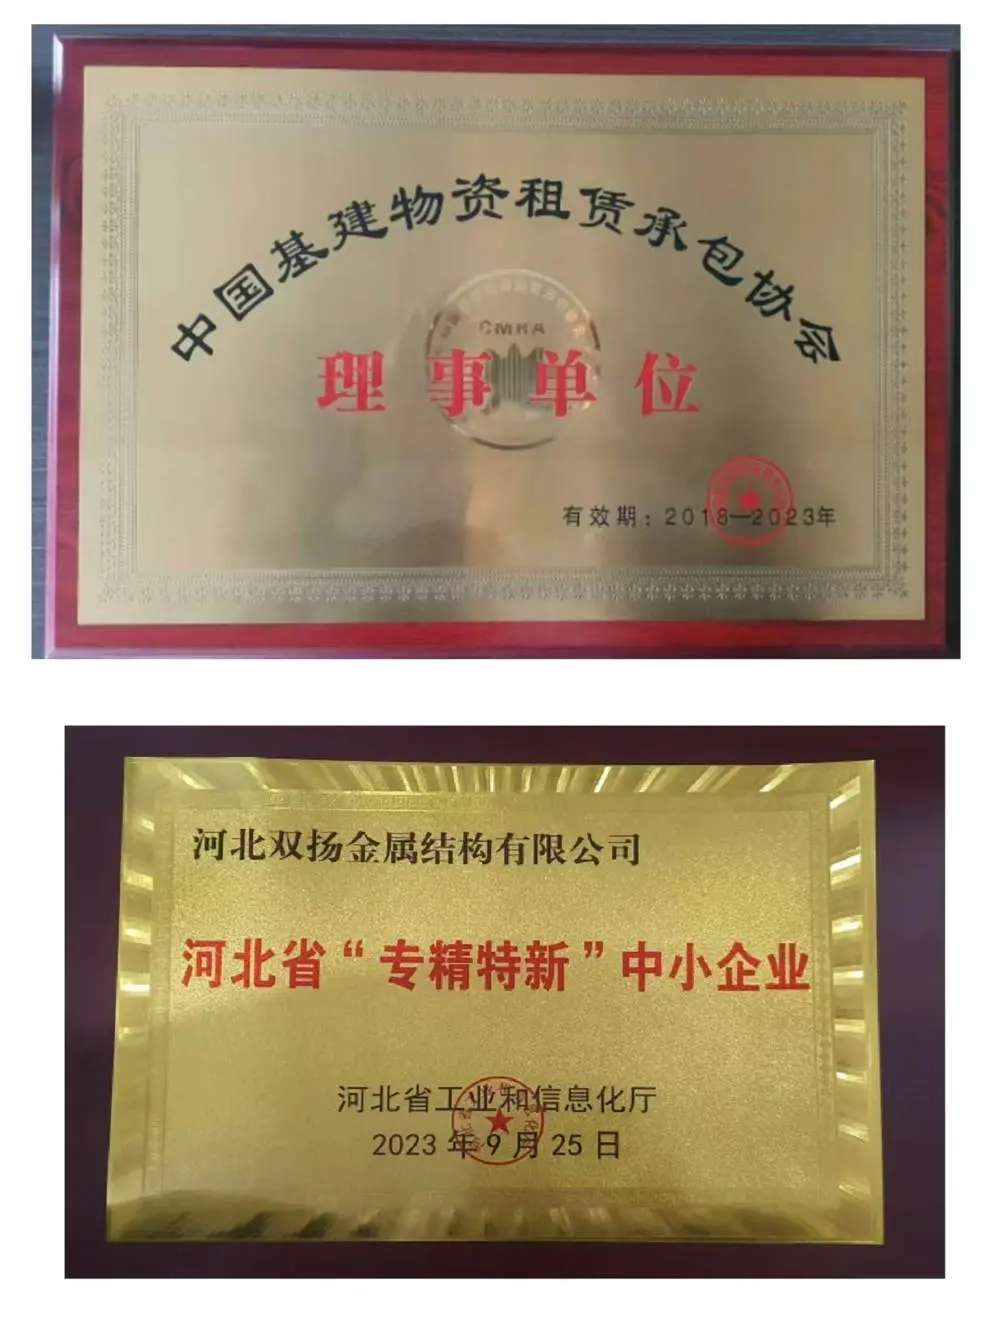 中国基建物资租赁承包协会
CMRA
理事单位
有效期：2018—2023年
河北双扬金属结构有限公司
河北省“专精特新”中小企业
河北省工业和信息化厅
2023年9月25日